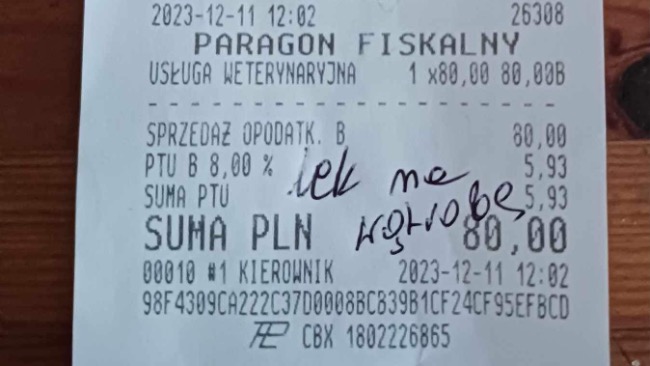 2023-12-11 12:02 26308
PARAGON FISKALNY
USŁUGA WETERYNARYJNA 1 x80,00 80,00B
- - - - - - - - - - - - - - - - - - - - - -
SPRZEDAŻ OPODATK. B 80,00
PTU B 8,00 % 5,93
lek na
SUMA PTU 5,93
wątrobę
SUMA PLN 80,00
00010 #1 KIEROWNIK 2023-12-11 12:02
98F4309CA222C37D0008BCB39B1CF24CF95EFBCD
CBX 1802226865